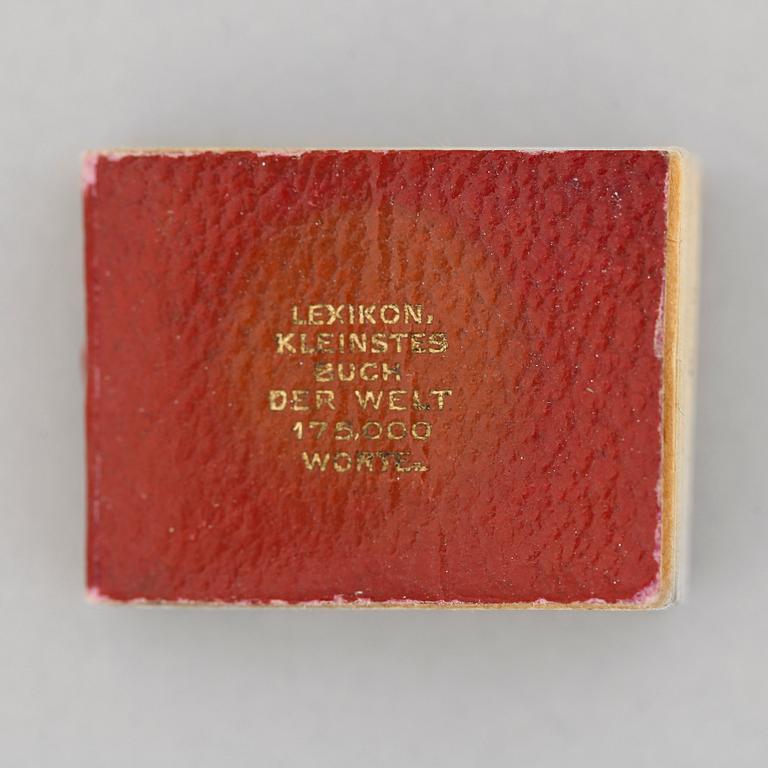 LEXIKON,
KLEINSTES
BUCH
DER WELT
175,000
WORTE.